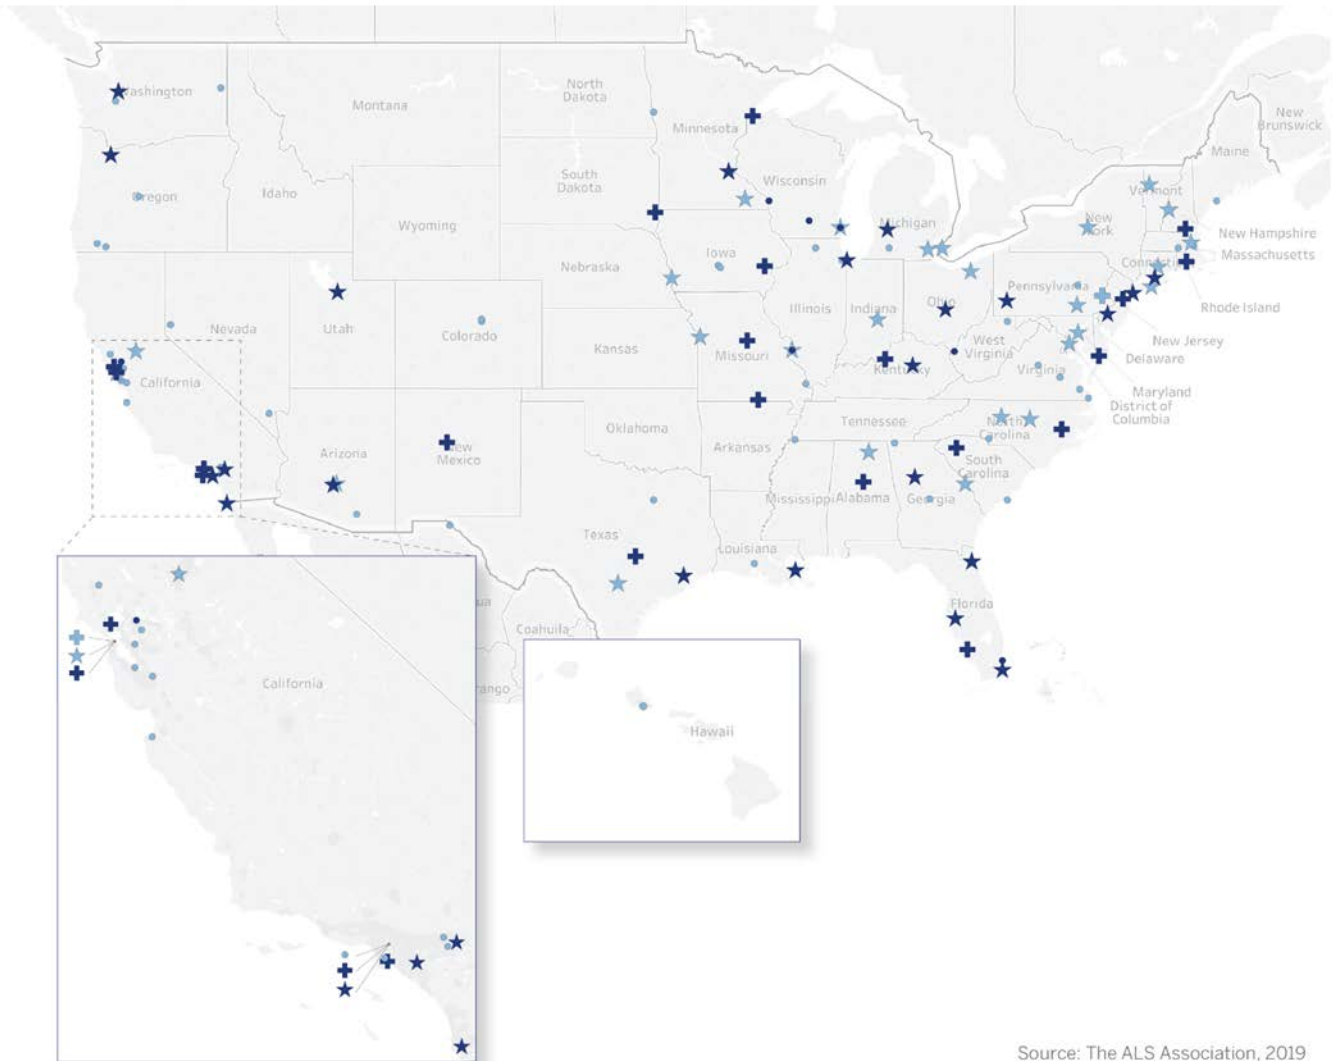 Washington
Montana
North
Dakota
Minnesota
New
Brunswick
Maine
Oregon
Idaho
South
Dakota
Wisconsin
Michigan
Vermont
Wyoming
New
York
New Hampshire
Massachusetts
Iowa
Nebraska
Nevada
Utah
Colorado
Illinois
Indiana
Ohio
Pennsylvania
Rhode Island
Kansas
Missouri
West
Virginia
Kentucky
Virginia
New Jersey
Delaware
Maryland
District of
Columbia
California
Arizona
New
Mexico
Oklahoma
Arkansas
Tennessee
North
Carolina
South
Carolina
Mississippi
Alabama
Georgia
Texas
Louisiana
Florida
Coahuila
California
Hawaii
Source: The ALS Association, 2019